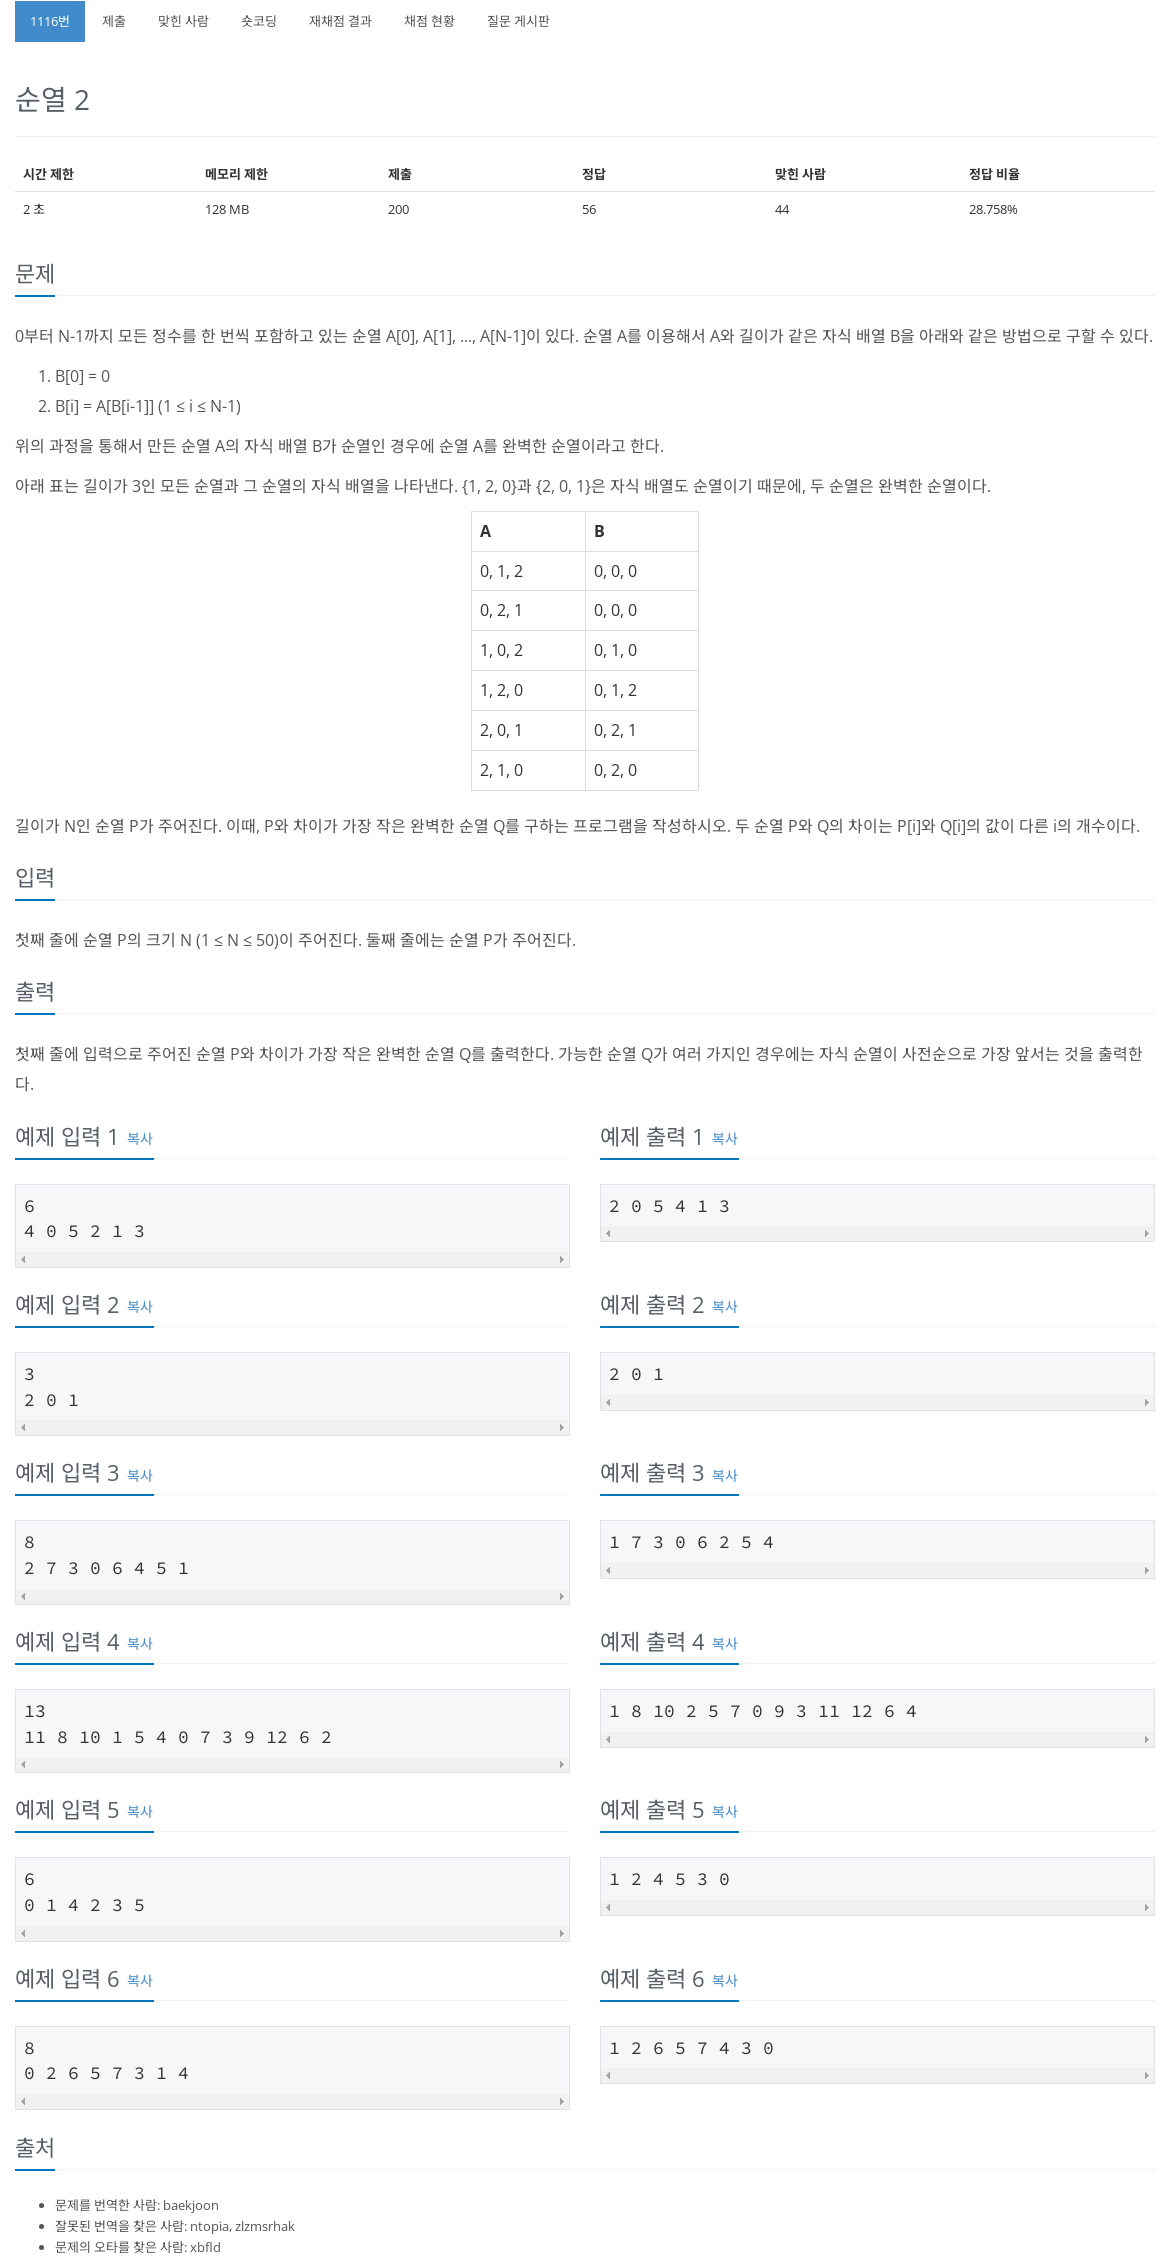 1116번 제출 맞힌 사람 숏코딩 재채점 결과 채점 현황 질문 게시판
순열 2
시간 제한 메모리 제한 제출 정답 맞힌 사람 정답 비율
2 초 128 MB 200 56 44 28.758%
문제
0부터 N-1까지 모든 정수를 한 번씩 포함하고 있는 순열 A[0], A[1], ..., A[N-1]이 있다. 순열 A를 이용해서 A와 길이가 같은 자식 배열 B을 아래와 같은 방법으로 구할 수 있다.
1. B[0] = 0
2. B[i] = A[B[i-1]] (1 ≤ i ≤ N-1)
위의 과정을 통해서 만든 순열 A의 자식 배열 B가 순열인 경우에 순열 A를 완벽한 순열이라고 한다.
아래 표는 길이가 3인 모든 순열과 그 순열의 자식 배열을 나타낸다. {1, 2, 0}과 {2, 0, 1}은 자식 배열도 순열이기 때문에, 두 순열은 완벽한 순열이다.
A B
0, 1, 2 0, 0, 0
0, 2, 1 0, 0, 0
1, 0, 2 0, 1, 0
1, 2, 0 0, 1, 2
2, 0, 1 0, 2, 1
2, 1, 0 0, 2, 0
길이가 N인 순열 P가 주어진다. 이때, P와 차이가 가장 작은 완벽한 순열 Q를 구하는 프로그램을 작성하시오. 두 순열 P와 Q의 차이는 P[i]와 Q[i]의 값이 다른 i의 개수이다.
입력
첫째 줄에 순열 P의 크기 N (1 ≤ N ≤ 50)이 주어진다. 둘째 줄에는 순열 P가 주어진다.
출력
첫째 줄에 입력으로 주어진 순열 P와 차이가 가장 작은 완벽한 순열 Q를 출력한다. 가능한 순열 Q가 여러 가지인 경우에는 자식 순열이 사전순으로 가장 앞서는 것을 출력한
다.
예제 입력 1 복사
6
4 0 5 2 1 3
예제 출력 1 복사
2 0 5 4 1 3
예제 입력 2 복사
3
2 0 1
예제 출력 2 복사
2 0 1
예제 입력 3 복사
8
2 7 3 0 6 4 5 1
예제 출력 3 복사
1 7 3 0 6 2 5 4
예제 입력 4 복사
13
11 8 10 1 5 4 0 7 3 9 12 6 2
예제 출력 4 복사
1 8 10 2 5 7 0 9 3 11 12 6 4
예제 입력 5 복사
6
0 1 4 2 3 5
예제 출력 5 복사
1 2 4 5 3 0
예제 입력 6 복사
8
0 2 6 5 7 3 1 4
예제 출력 6 복사
1 2 6 5 7 4 3 0
출처
문제를 번역한 사람: baekjoon
잘못된 번역을 찾은 사람: ntopia, zlzmsrhak
문제의 오타를 찾은 사람: xbfld